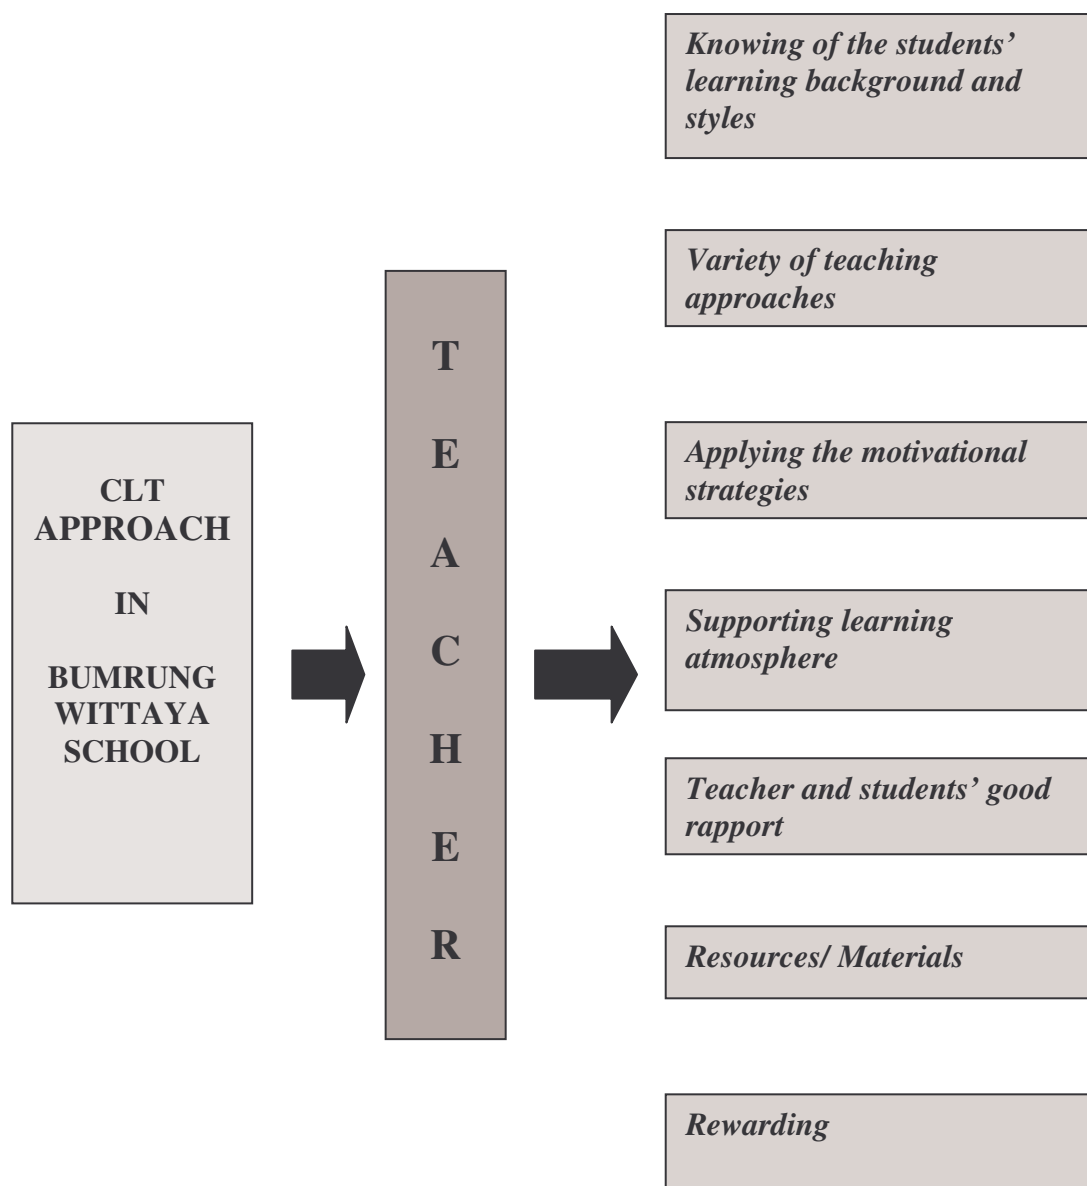 CLT
APPROACH
IN
BUMRUNG
WITTAYA
SCHOOL
T
E
A
C
H
E
R
Knowing of the students’
learning background and
styles
Variety of teaching
approaches
Applying the motivational
strategies
Supporting learning
atmosphere
Teacher and students’ good
rapport
Resources/ Materials
Rewarding